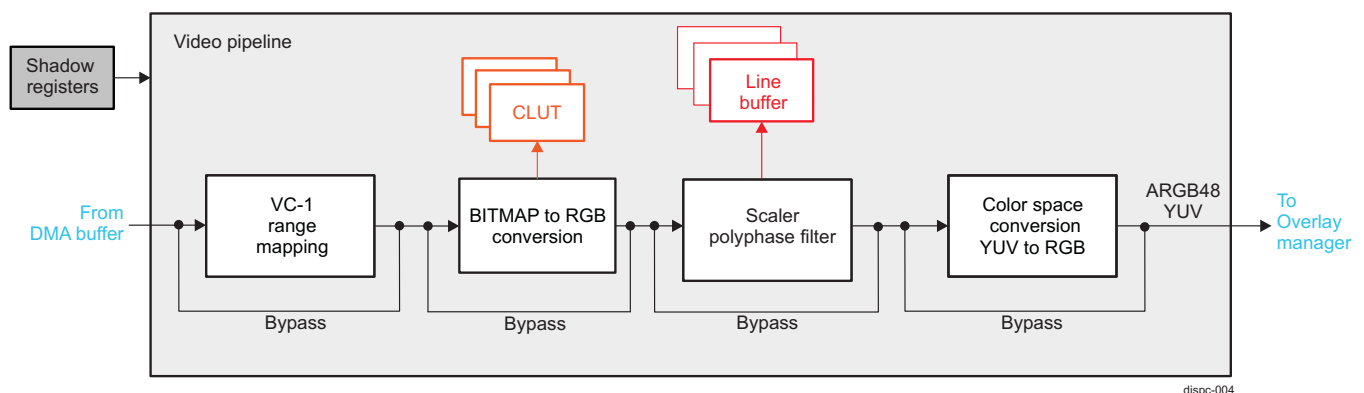 Video pipeline
Shadow
registers
CLUT
Line
buffer
From
DMA buffer
VC-1
range
mapping
BITMAP to RGB
conversion
Scaler
polyphase filter
Color space
conversion
YUV to RGB
ARGB48
YUV
To
Overlay
manager
Bypass
Bypass
Bypass
Bypass
dispc-004